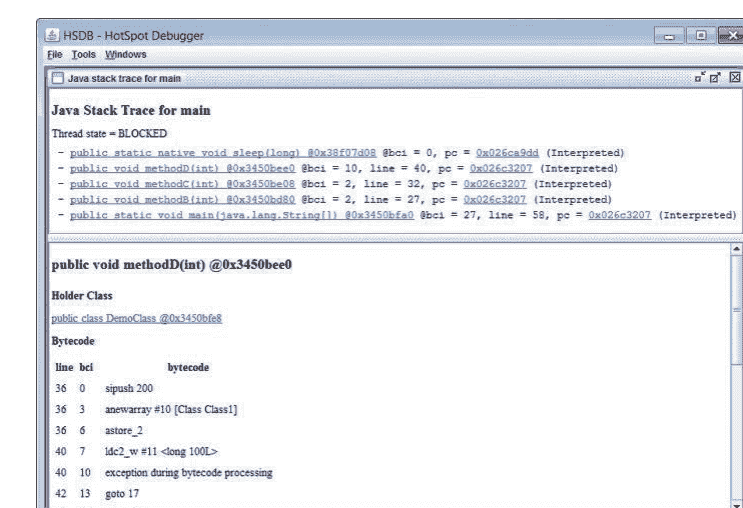 HSDB - HotSpot Debugger
File Tools Windows
Java stack trace for main
Java Stack Trace for main
Thread state = BLOCKED
- public static native void sleep(long) @0x38f07d08 @bci = 0, pc = 0x026ca9dd (Interpreted)
- public void methodD(int) @0x3450bee0 @bci = 10, line = 40, pc = 0x026c3207 (Interpreted)
- public void methodC(int) @0x3450be08 @bci = 2, line = 32, pc = 0x026c3207 (Interpreted)
- public void methodB(int) @0x3450bd80 @bci = 2, line = 27, pc = 0x026c3207 (Interpreted)
- public static void main(java.lang.String[]) @0x3450bfa0 @bci = 27, line = 58, pc = 0x026c3207 (Interpreted)
public void methodD(int) @0x3450bee0
Holder Class
public class DemoClass @0x3450bfe8
Bytecode
line bci bytecode
36 0 sipush 200
36 3 anewarray #10 [Class Class1]
36 6 astore_2
40 7 ldc2_w #11 <long 100L>
40 10 exception during bytecode processing
42 13 goto 17